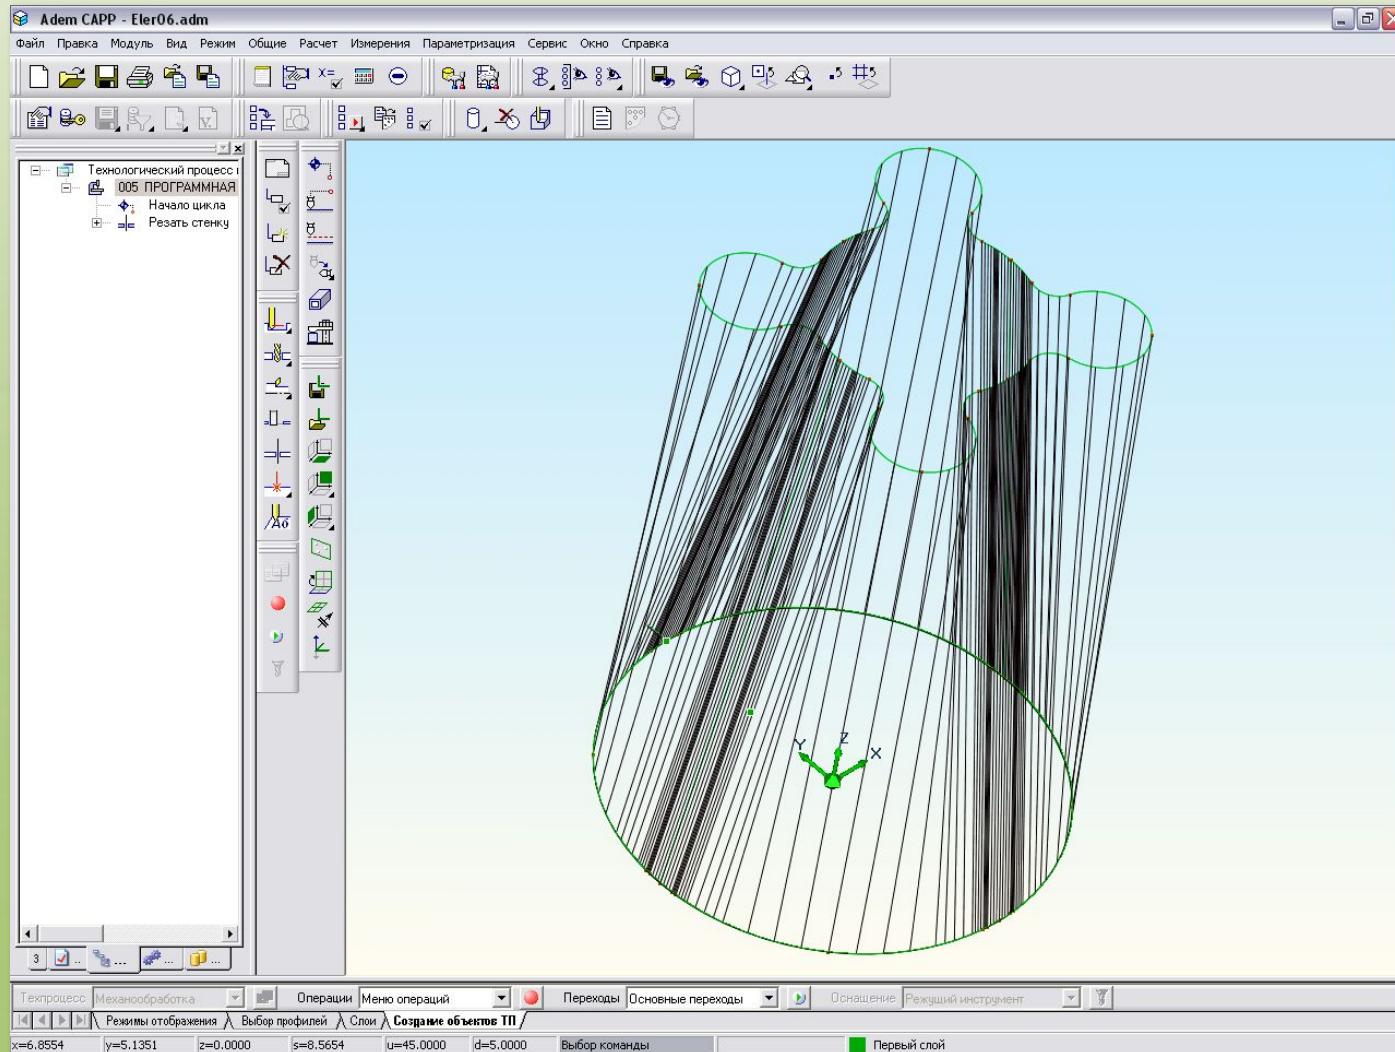 Adem CAPP - Eler06.adm
Файл Правка Модуль Вид Режим Общие Расчет Измерения Параметризация Сервис Окно Справка
Технологический процесс
005 ПРОГРАММНАЯ
Начало цикла
Резать стенку
Y Z X
3 ... ... ... ...
Техпроцесс Механообработка Операции Меню операций Переходы Основные переходы Оснащение Режущий инструмент
Режимы отображения Выбор профилей Слои Создание объектов ТП
x=6.8554 y=5.1351 z=0.0000 s=8.5654 u=45.0000 d=5.0000 Выбор команды Первый слой